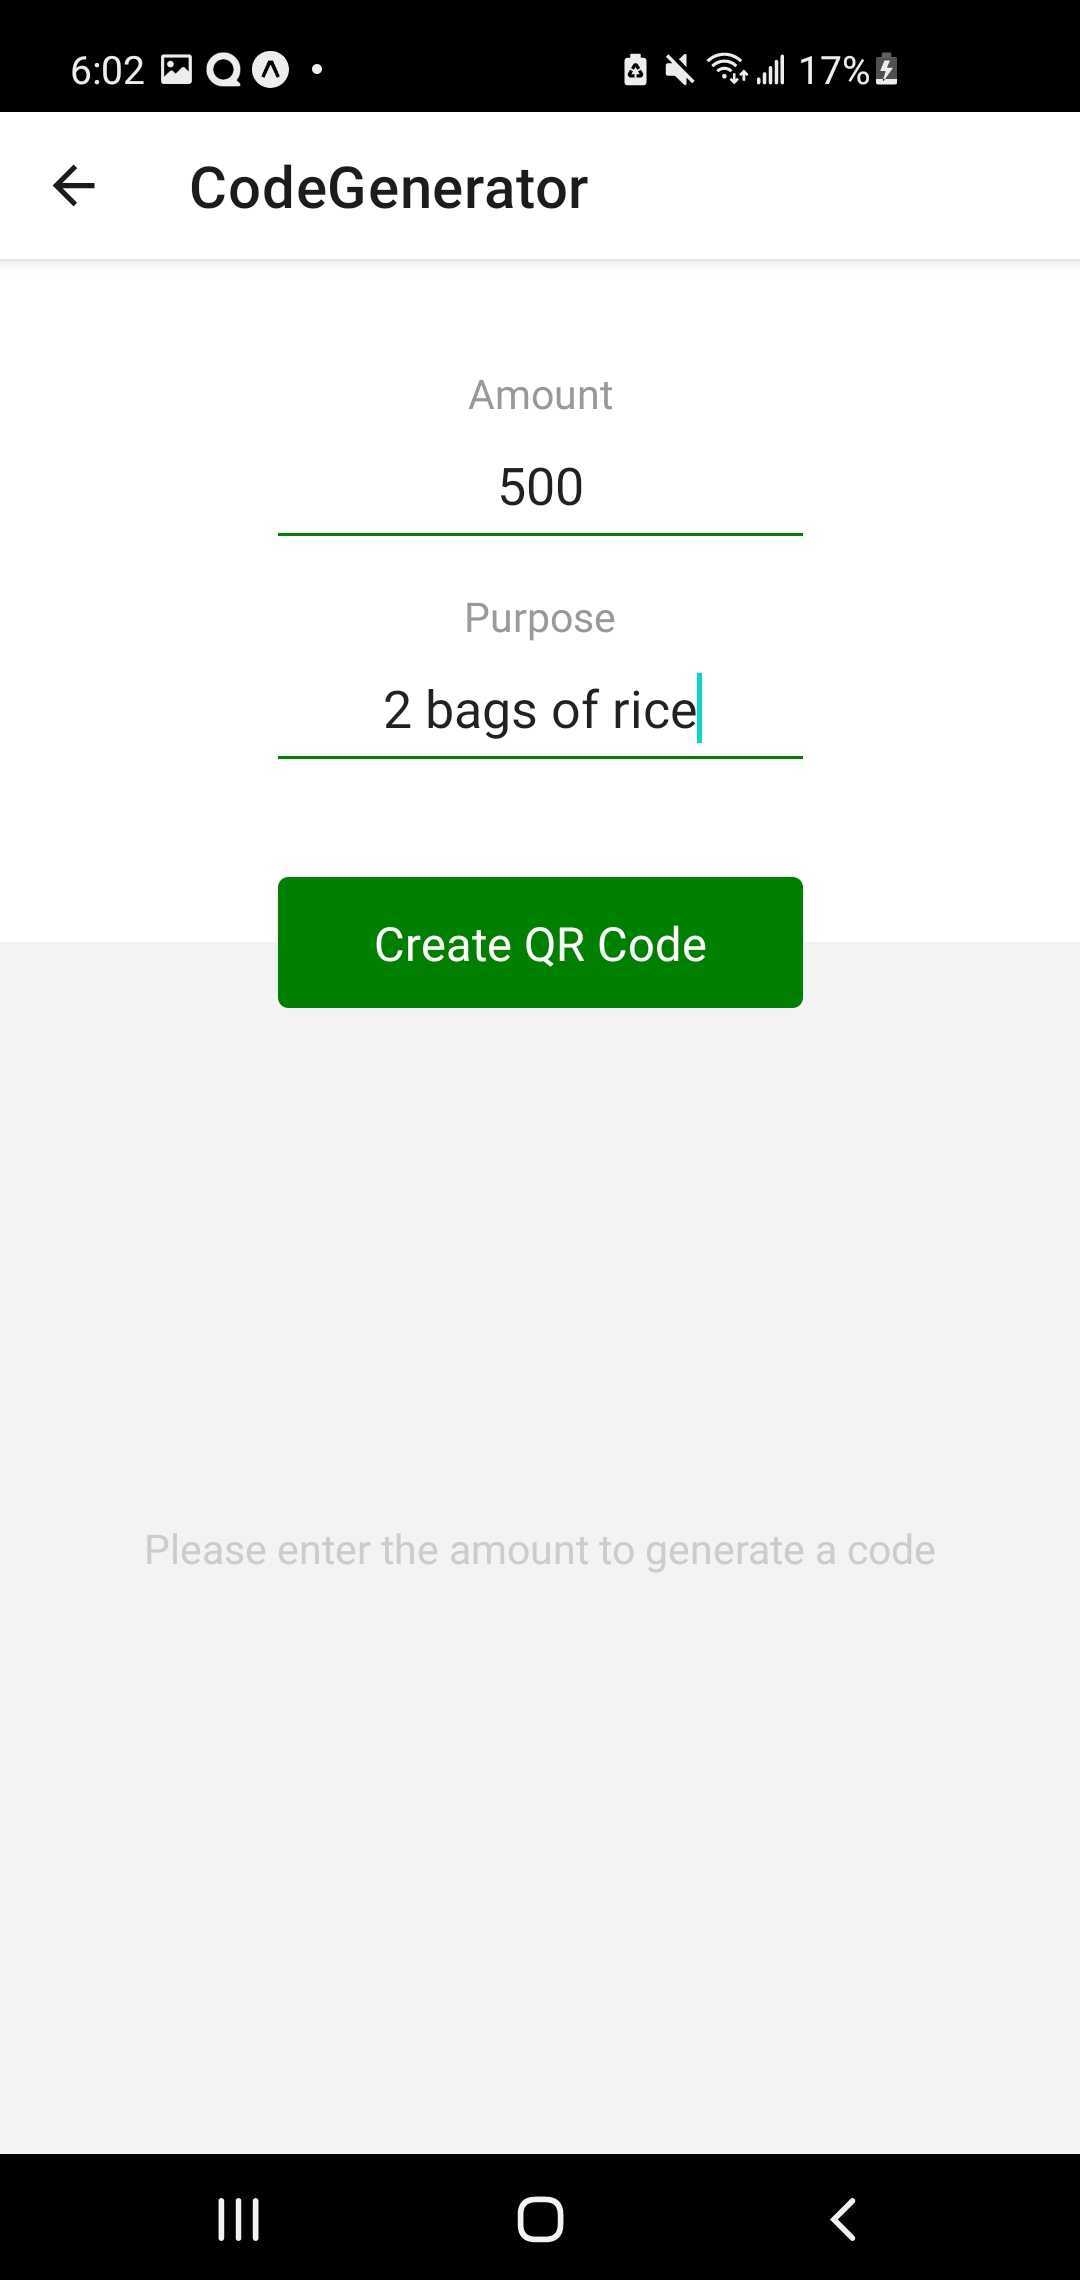 6:02 17%
CodeGenerator
Amount
500
Purpose
2 bags of rice
Create QR Code
Please enter the amount to generate a code